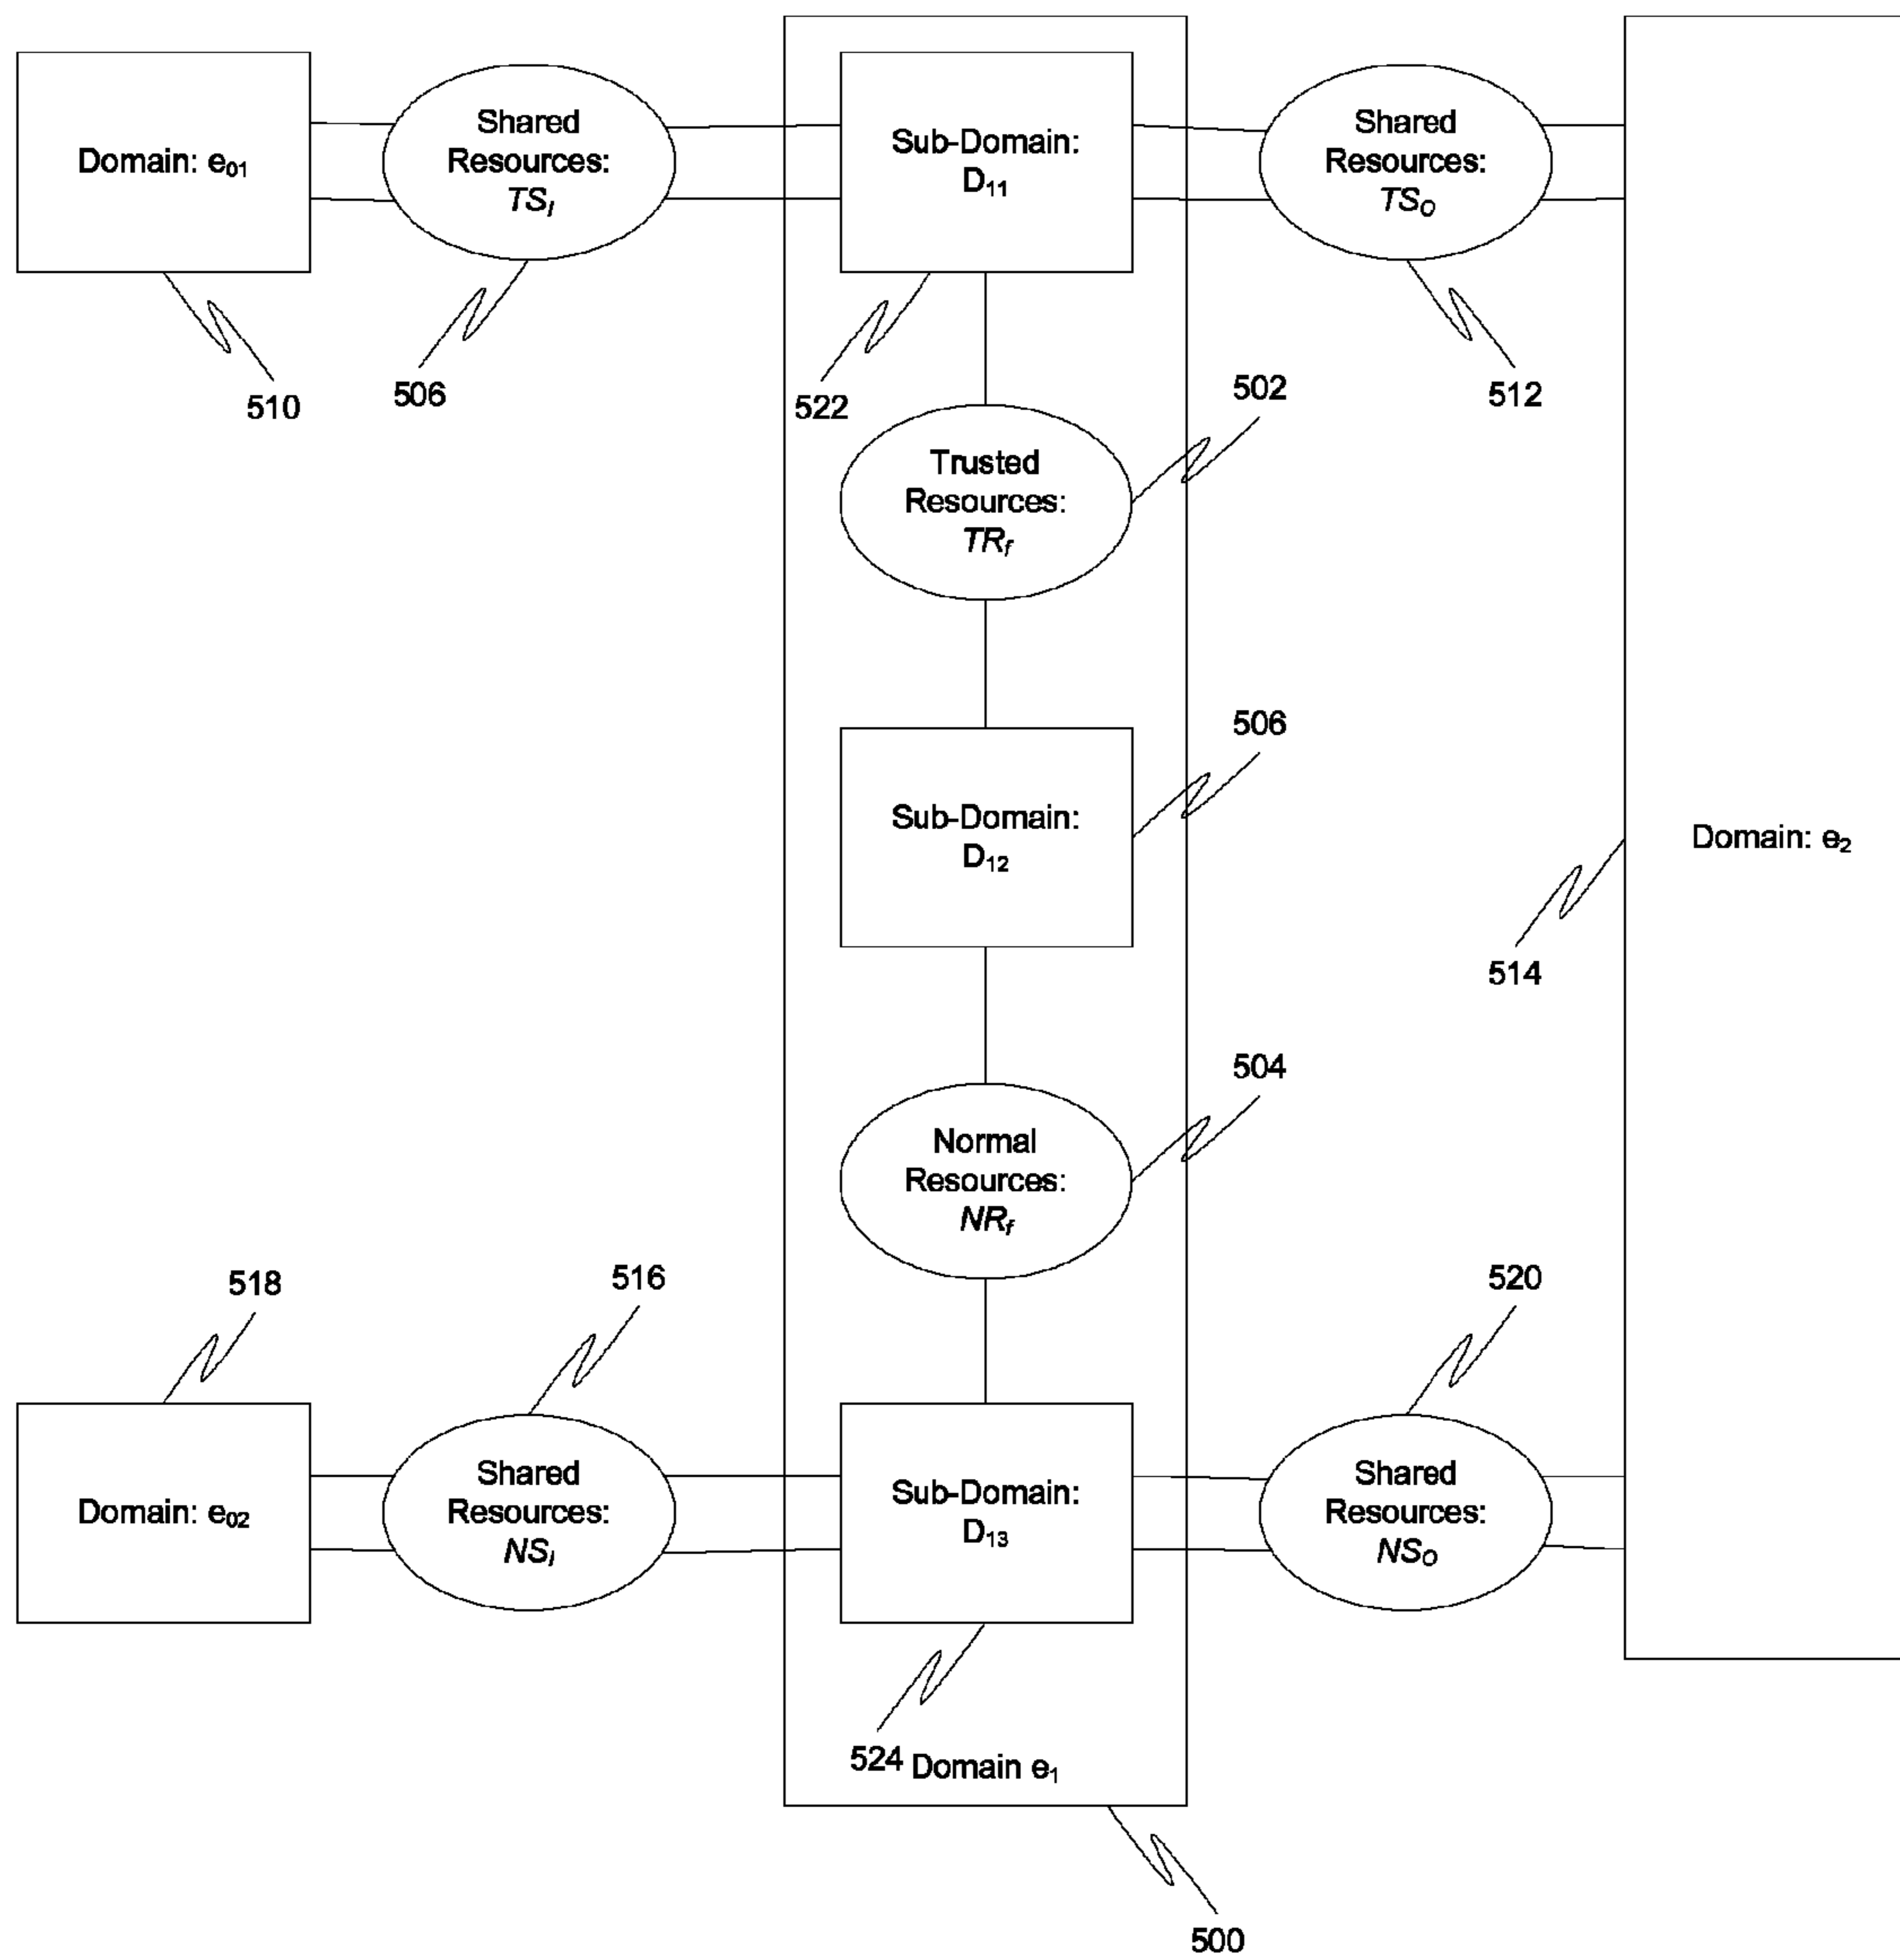 Domain: e01
Shared
Resources:
TSI
Sub-Domain:
D11
Shared
Resources:
TSO
510
506
522
502
512
Trusted
Resources:
TRf
506
Sub-Domain:
D12
Domain: e2
514
504
Normal
Resources:
NRf
518
516
520
Domain: e02
Shared
Resources:
NSI
Sub-Domain:
D13
Shared
Resources:
NSO
524
Domain e1
500